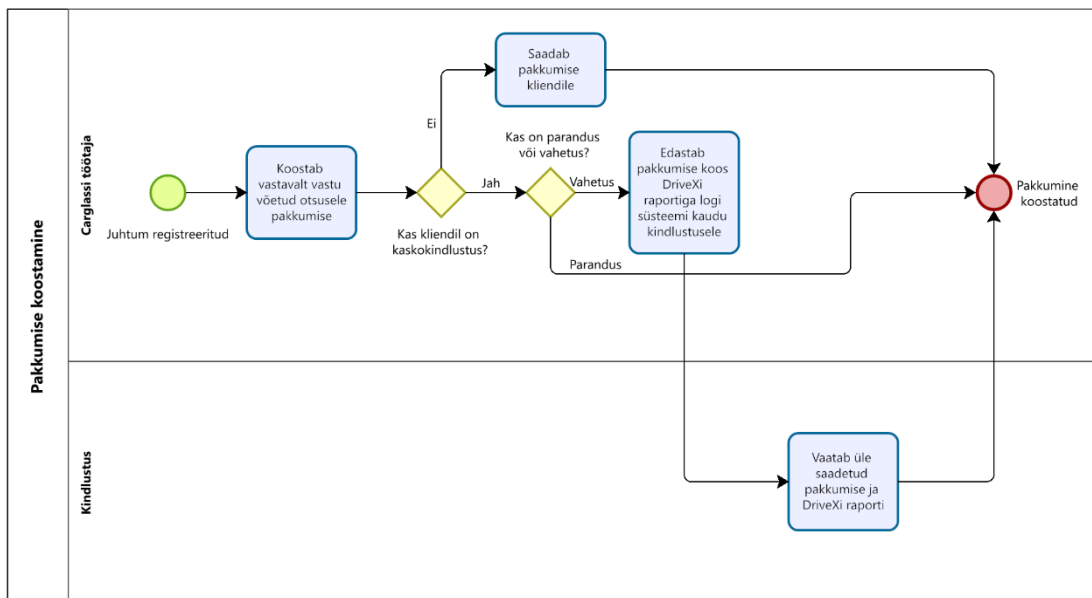 Pakkumise koostamine
Carglassi töötaja
Juhtum registreeritud
Koostab
vastavalt vastu
võetud otsusele
pakkumise
Kas kliendil on
kaskokindlustus?
Ei
Saadab
pakkumise
kliendile
Jah
Kas on parandus
või vahetus?
Vahetus
Edastab
pakkumise koos
DriveXi
raportiga logi
süsteemi kaudu
kindlustusele
Parandus
Pakkumine
koostatud
Kindlustus
Vaatab üle
saadetud
pakkumise ja
DriveXi raporti